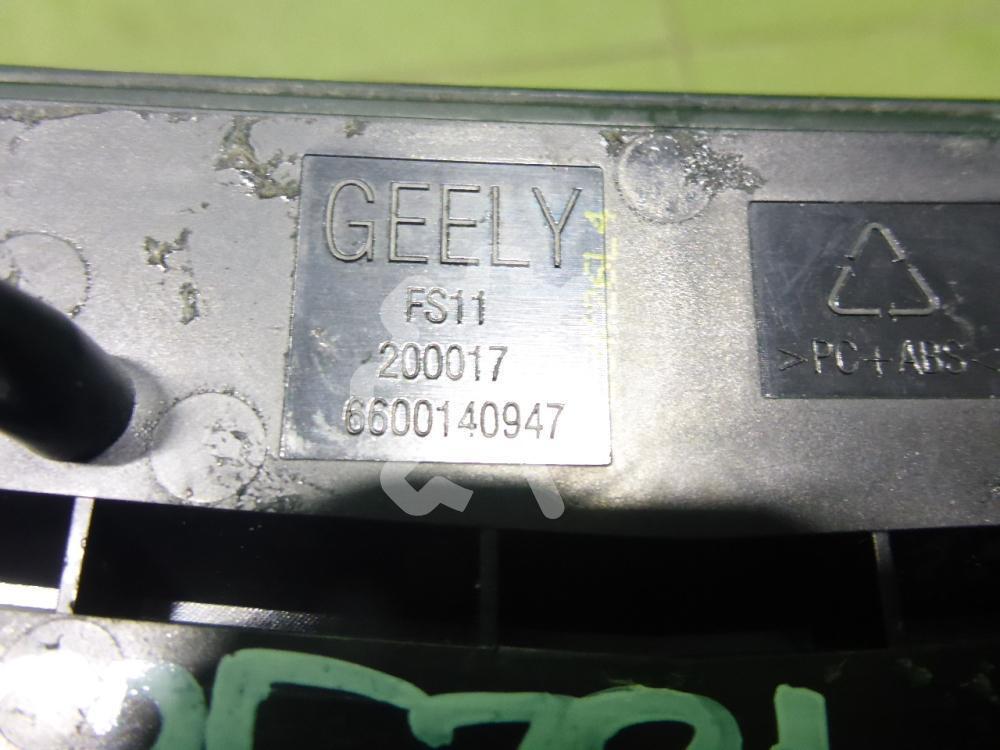 GEELY
FS11
200017
6600140947
>PC+ABS<